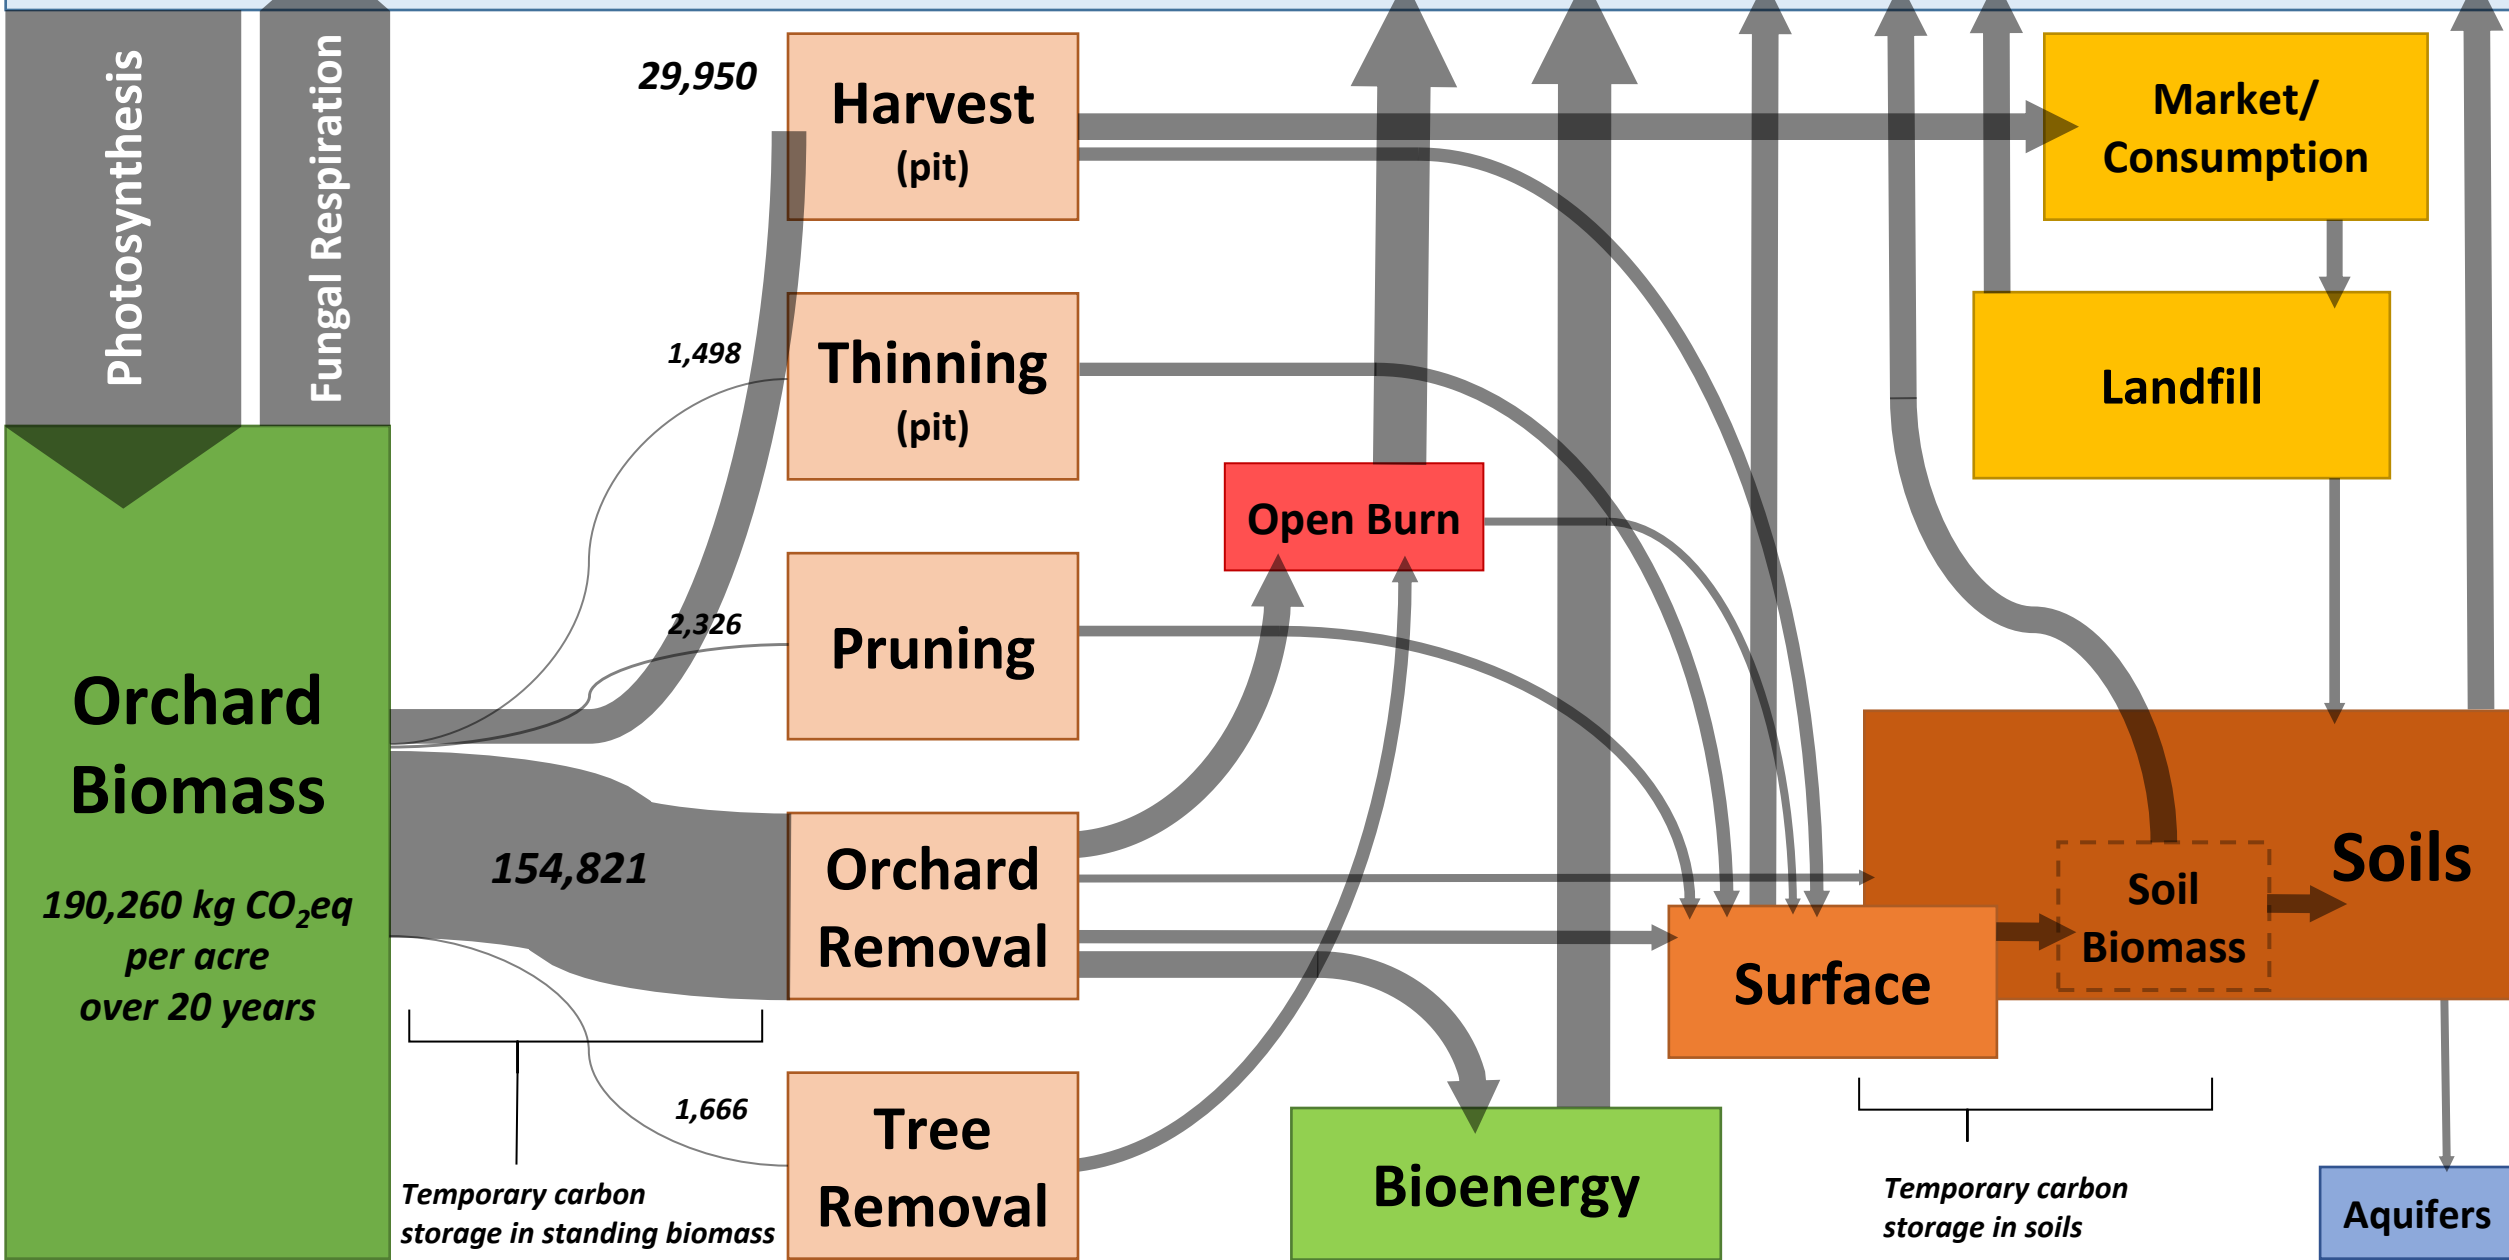 Photosynthesis
Fungal Respiration
29,950
Harvest
(pit)
Market/
Consumption
1,498
Thinning
(pit)
Landfill
Open Burn
2,326
Pruning
Orchard
Biomass
190,260 kg CO₂eq
per acre
over 20 years
154,821
Orchard
Removal
Soils
Soil
Biomass
Surface
1,666
Tree
Removal
Temporary carbon
storage in standing biomass
Bioenergy
Temporary carbon
storage in soils
Aquifers